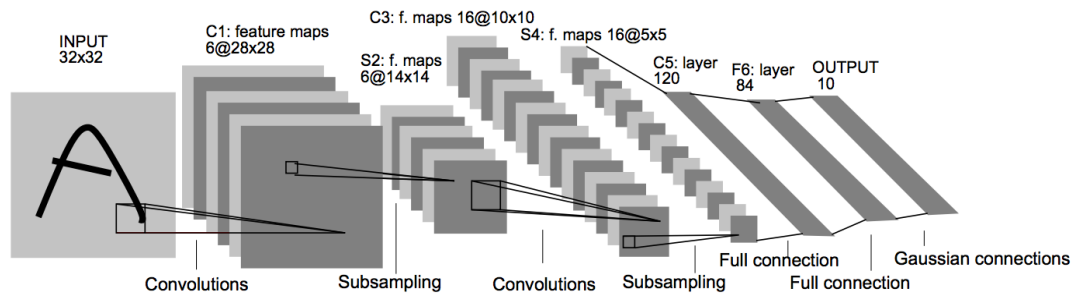 INPUT
32x32
C1: feature maps
6@28x28
S2: f. maps
6@14x14
C3: f. maps 16@10x10
S4: f. maps 16@5x5
C5: layer
120
F6: layer
84
OUTPUT
10
Convolutions
Subsampling
Convolutions
Subsampling
Full connection
Full connection
Gaussian connections
A